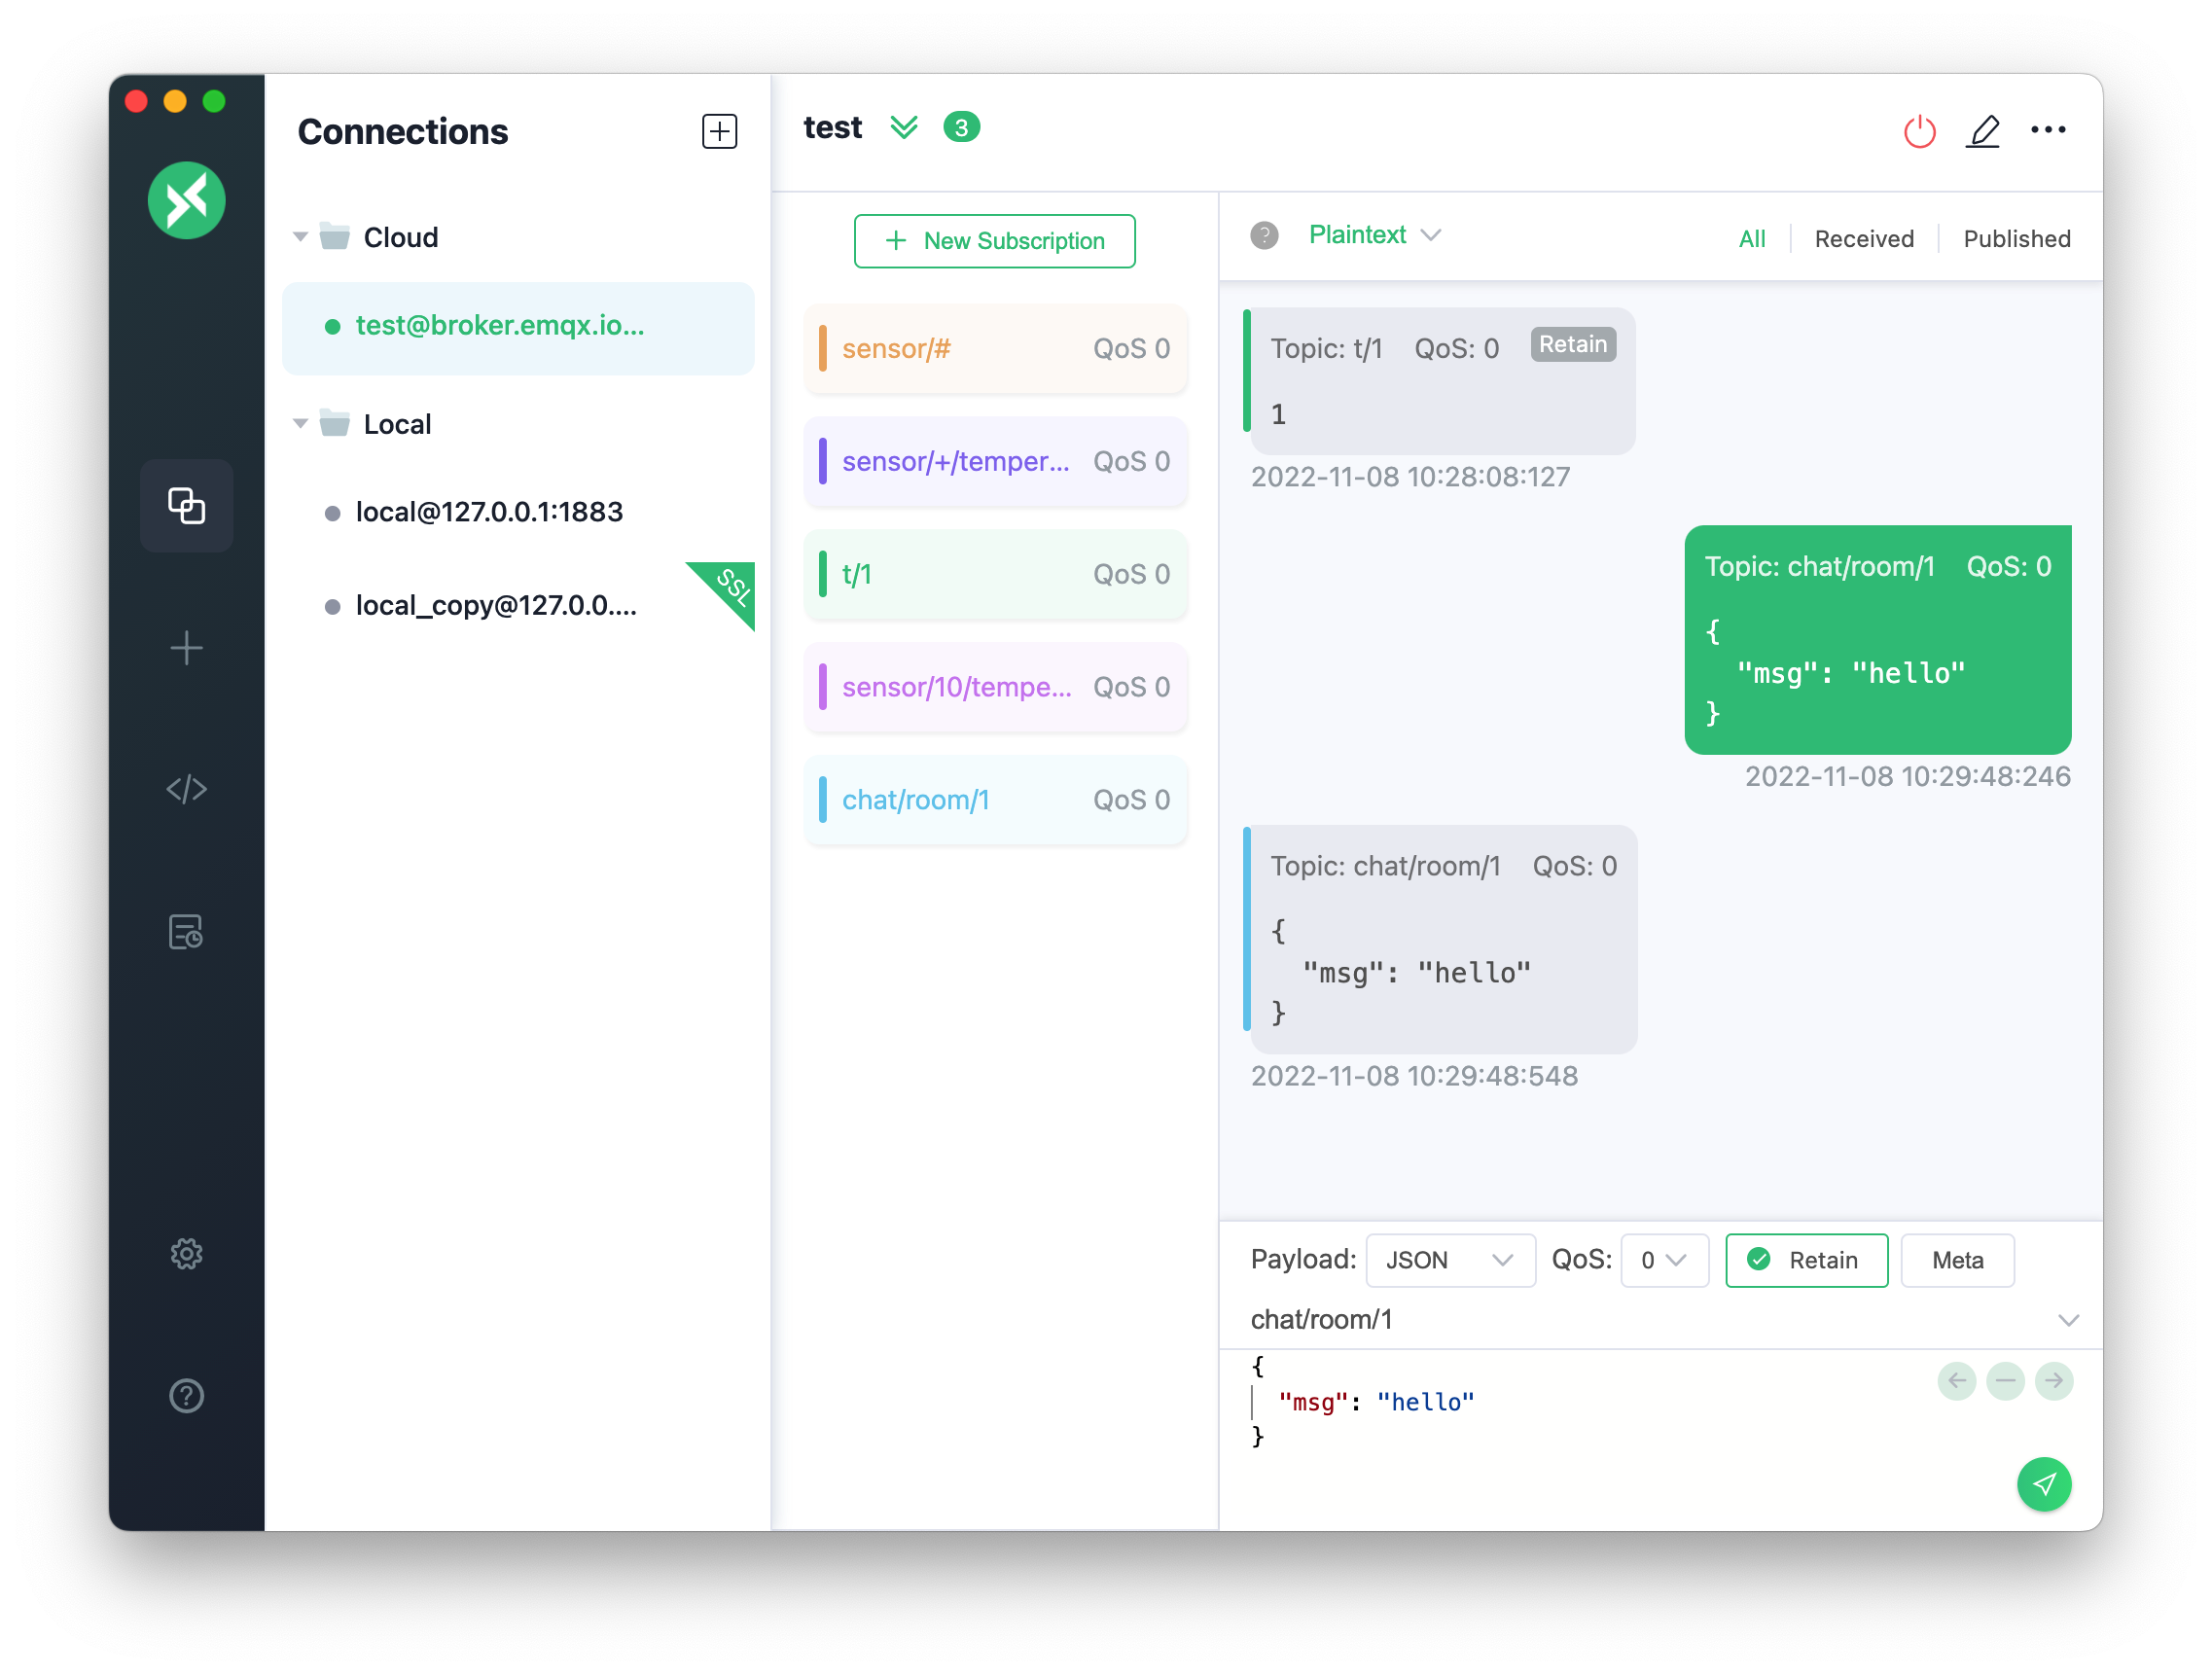 Connections
Cloud
test@broker.emqx.io...
Local
local@127.0.0.1:1883
local_copy@127.0.0....
SSL
test 3
New Subscription
sensor/# QoS 0
sensor/+/temper... QoS 0
t/1 QoS 0
sensor/10/tempe... QoS 0
chat/room/1 QoS 0
? Plaintext All Received Published
Topic: t/1 QoS: 0 Retain
1
2022-11-08 10:28:08:127
Topic: chat/room/1 QoS: 0
{
"msg": "hello"
}
2022-11-08 10:29:48:246
Topic: chat/room/1 QoS: 0
{
"msg": "hello"
}
2022-11-08 10:29:48:548
Payload: JSON QoS: 0 Retain Meta
chat/room/1
{
"msg": "hello"
}